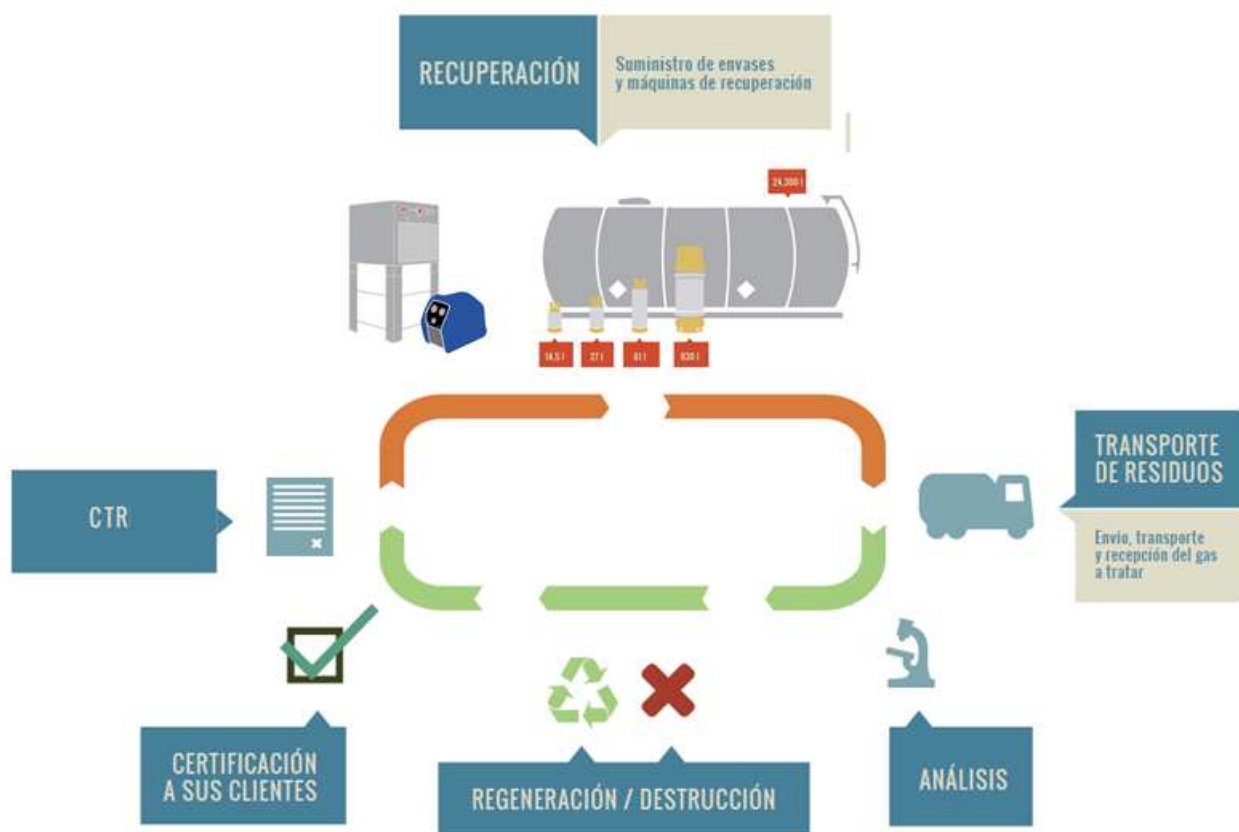 RECUPERACIÓN
Suministro de envases
y máquinas de recuperación
24,300 l
14,5 l
27 l
61 l
930 l
TRANSPORTE
DE RESIDUOS
Envio, transporte
y recepción del gas
a tratar
CTR
CERTIFICACIÓN
A SUS CLIENTES
REGENERACIÓN / DESTRUCCIÓN
ANÁLISIS